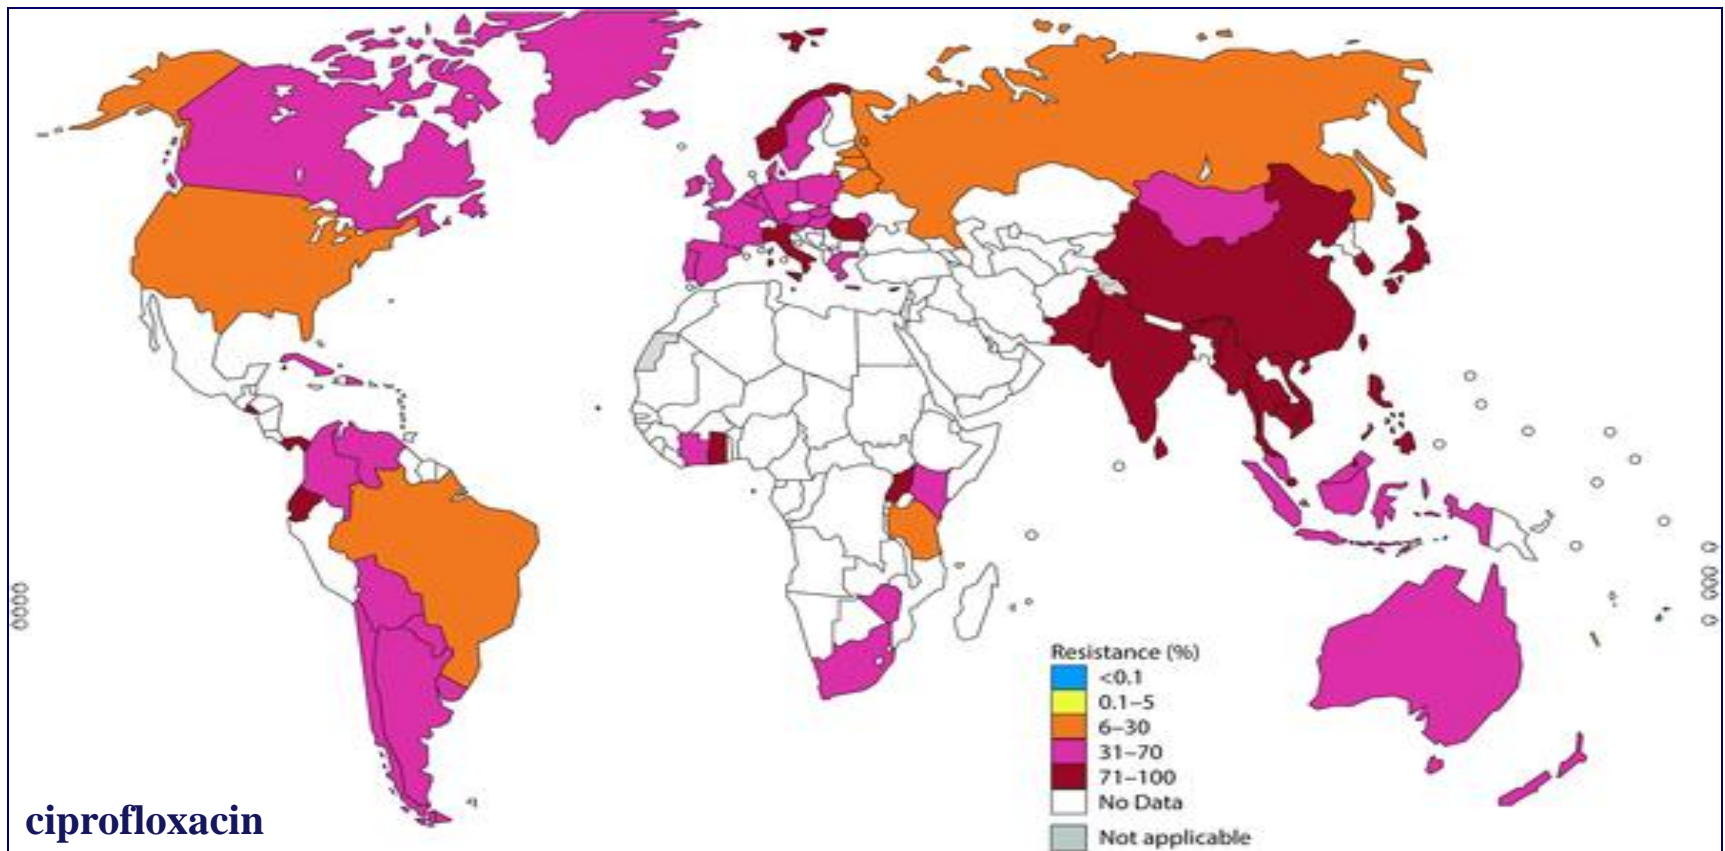 Resistance (%)
<0.1
0.1–5
6–30
31–70
71–100
No Data
Not applicable
ciprofloxacin